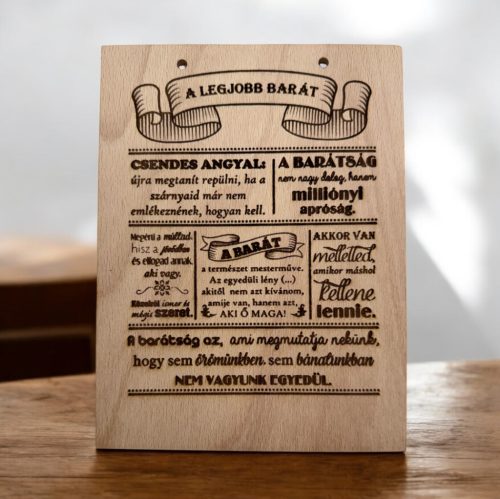 A LEGJOBB BARÁT
CSENDES ANGYAL:
újra megtanít repülni, ha a
szárnyaid már nem
emlékeznének, hogyan kell.
A BARÁTSÁG
nem nagy dolog, hanem
milliónyi
apróság.
Megérti a múltad,
hisz a jövődben
és elfogad annak,
aki vagy.
Közelről ismer és
mégis szeret.
A BARÁT
a természet mesterműve.
Az egyedüli lény (...)
akitől nem azt kívánom,
amije van, hanem azt,
AKI Ő MAGA!
AKKOR VAN
melletted,
amikor máshol
kellene
lennie.
A barátság az, ami megmutatja nekünk,
hogy sem örömünkben, sem bánatunkban
NEM VAGYUNK EGYEDÜL.